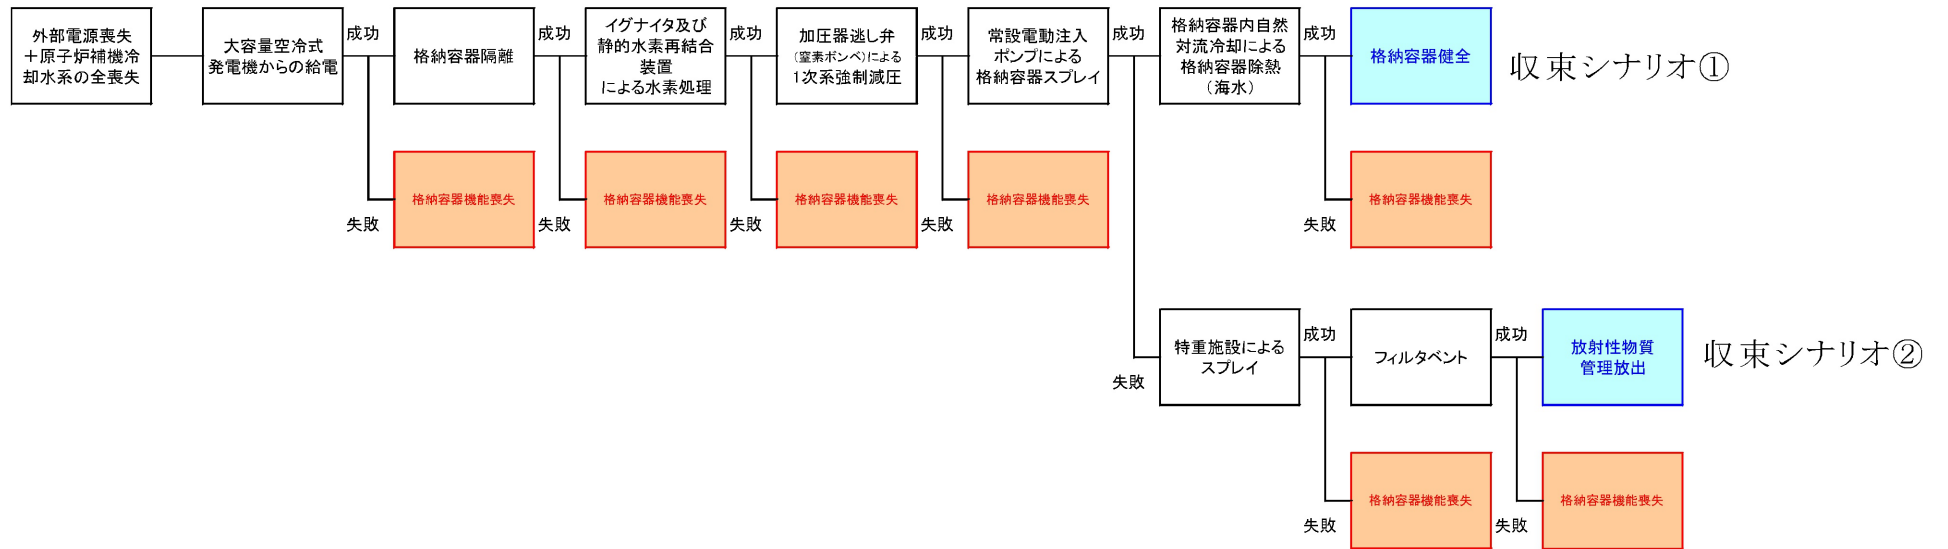 外部電源喪失
＋原子炉補機冷
却水系の全喪失
大容量空冷式
発電機からの給電
成功
格納容器隔離
成功
イグナイタ及び
静的水素再結合
装置
による水素処理
成功
加圧器逃し弁
(窒素ボンベ)による
1次系強制減圧
成功
常設電動注入
ポンプによる
格納容器スプレイ
成功
格納容器内自然
対流冷却による
格納容器除熱
(海水)
成功
格納容器健全
収束シナリオ①
失敗
格納容器機能喪失
失敗
格納容器機能喪失
失敗
格納容器機能喪失
失敗
格納容器機能喪失
失敗
格納容器機能喪失
失敗
特重施設による
スプレイ
成功
フィルタベント
成功
放射性物質
管理放出
収束シナリオ②
失敗
格納容器機能喪失
失敗
格納容器機能喪失